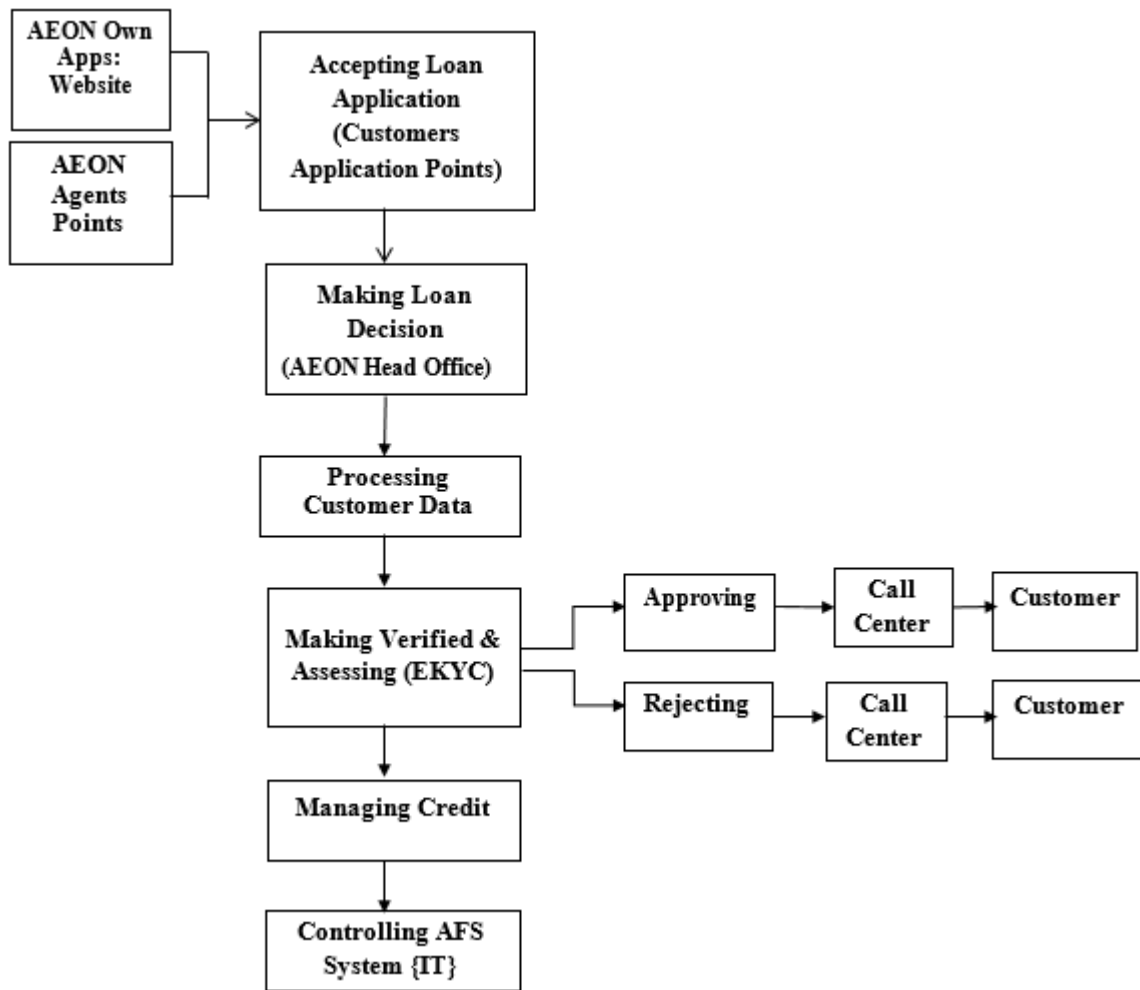 AEON Own
Apps:
Website
AEON
Agents
Points
Accepting Loan
Application
(Customers
Application Points)
Making Loan
Decision
(AEON Head Office)
Processing
Customer Data
Making Verified &
Assessing (EKYC)
Approving
Call
Center
Customer
Rejecting
Call
Center
Customer
Managing Credit
Controlling AFS
System {IT}